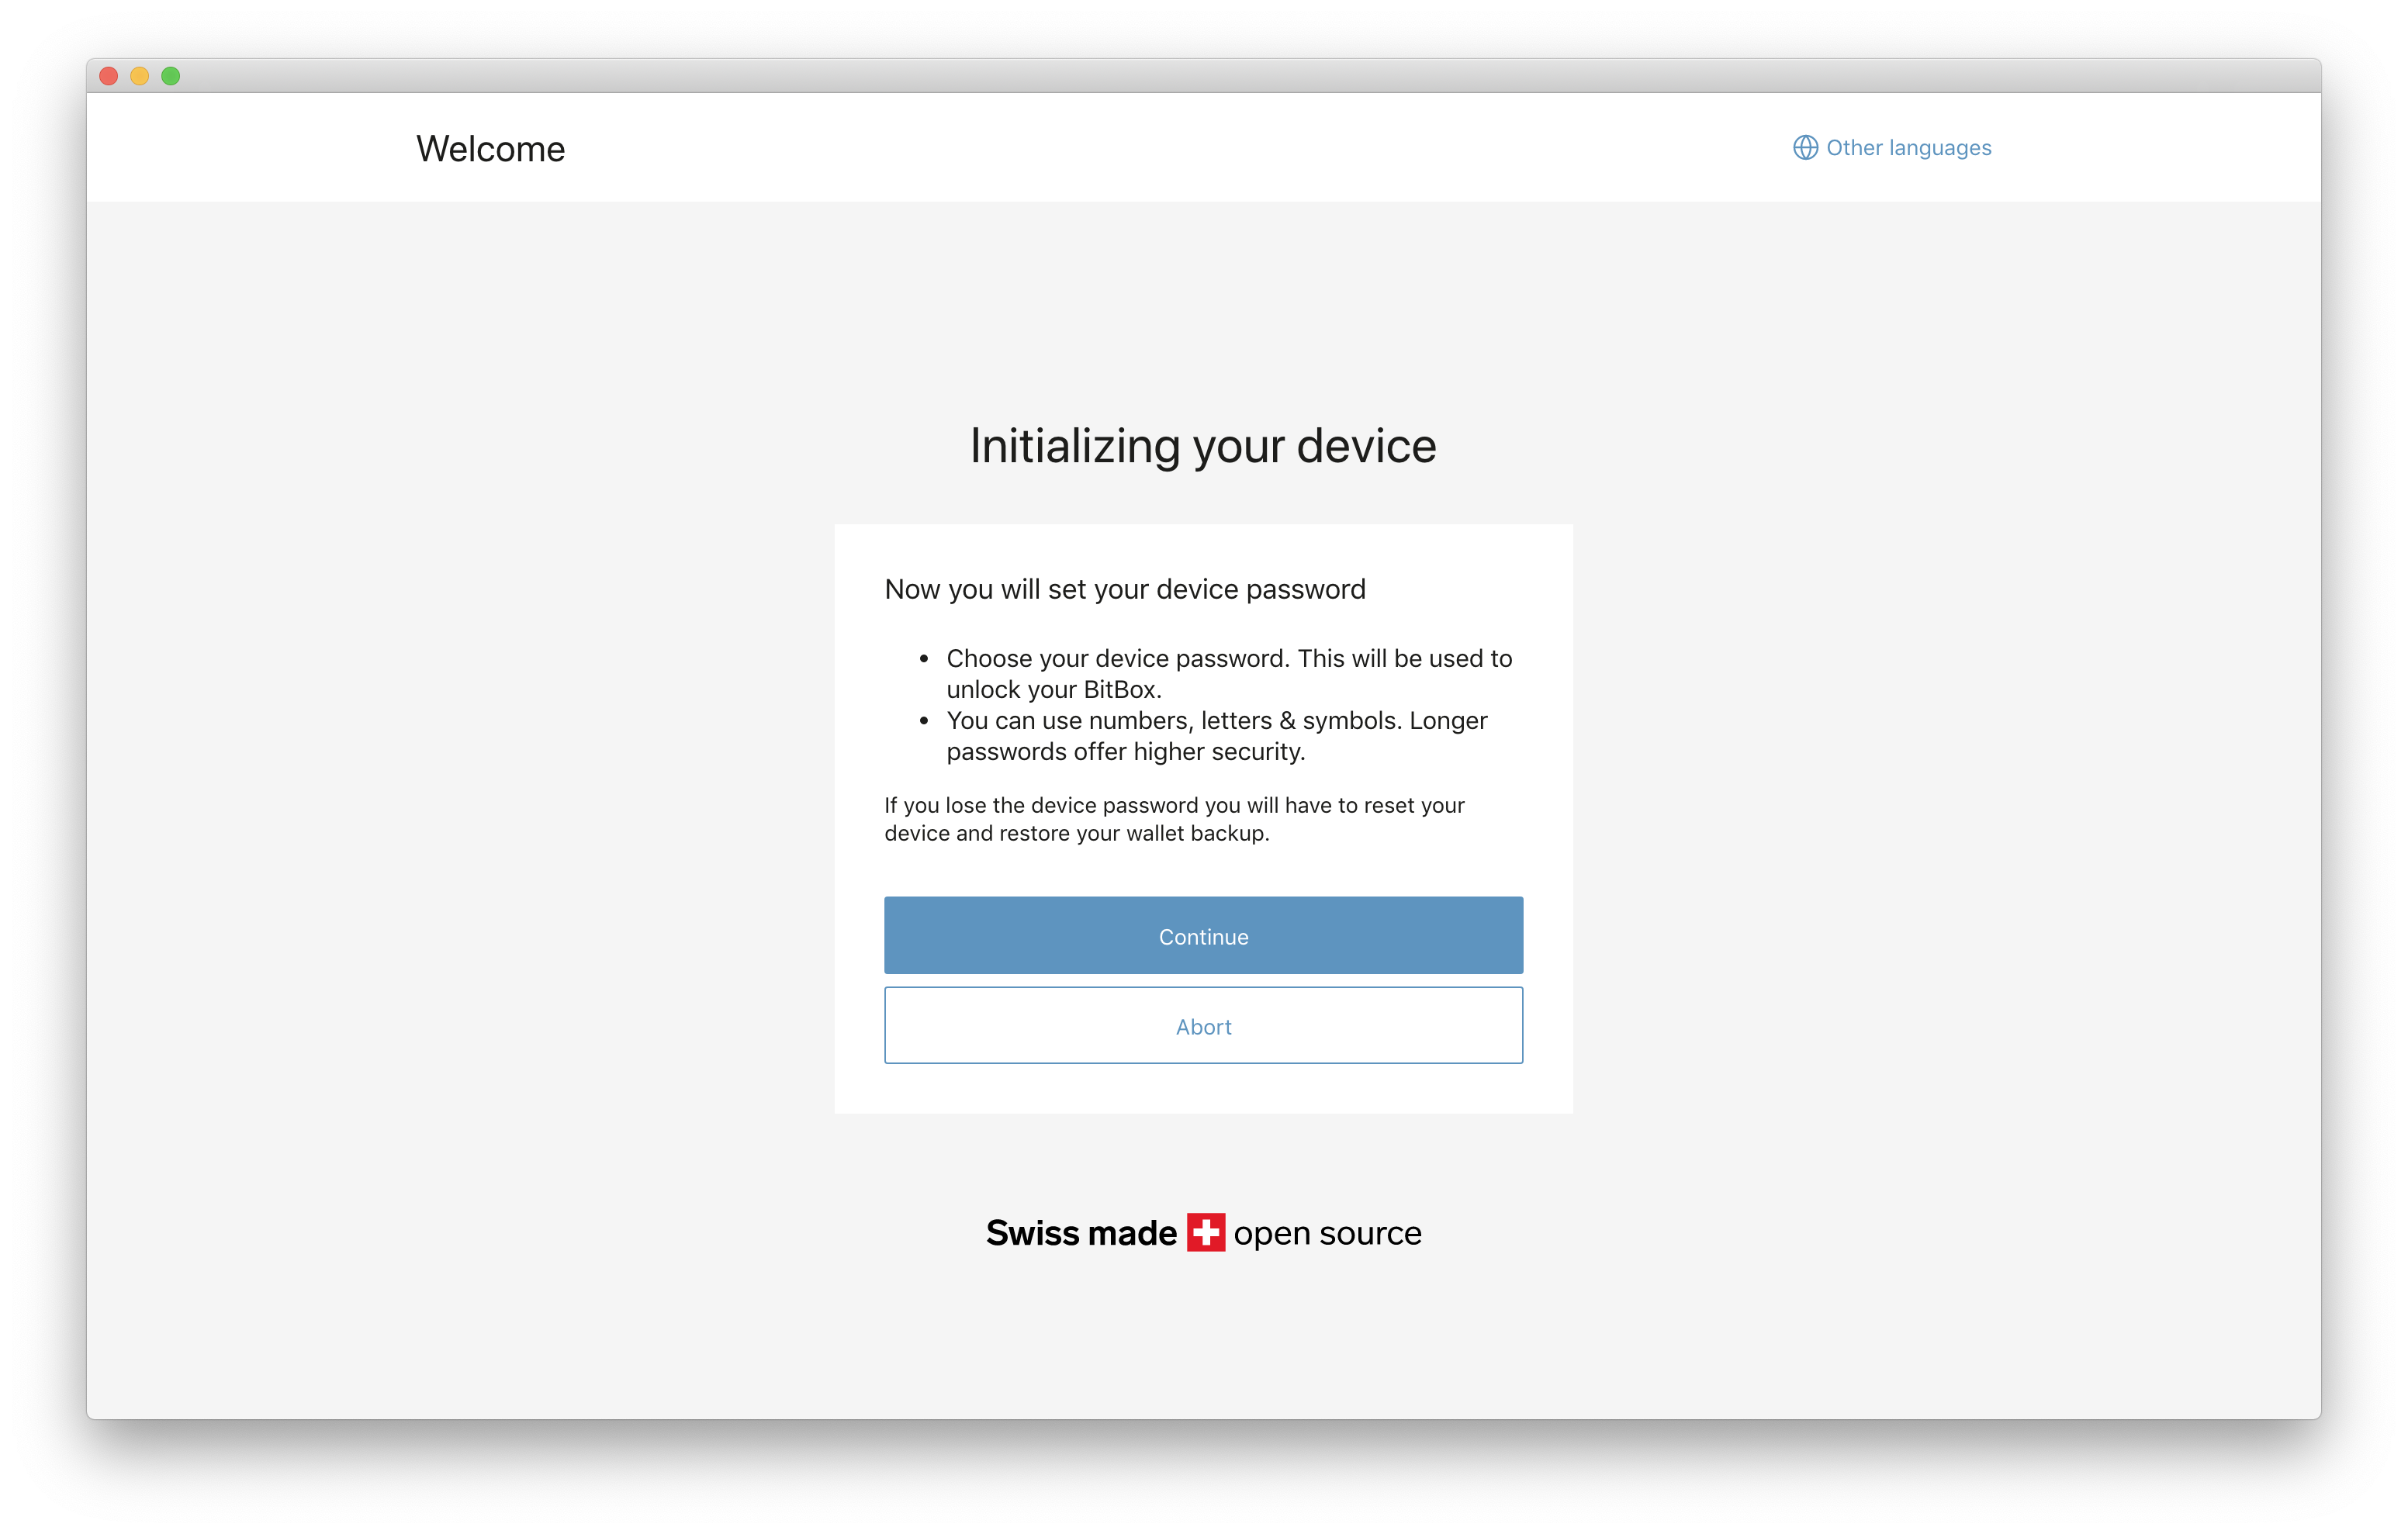 Welcome
Other languages
Initializing your device
Now you will set your device password
• Choose your device password. This will be used to
unlock your BitBox.
• You can use numbers, letters & symbols. Longer
passwords offer higher security.
If you lose the device password you will have to reset your
device and restore your wallet backup.
Continue
Abort
Swiss made open source